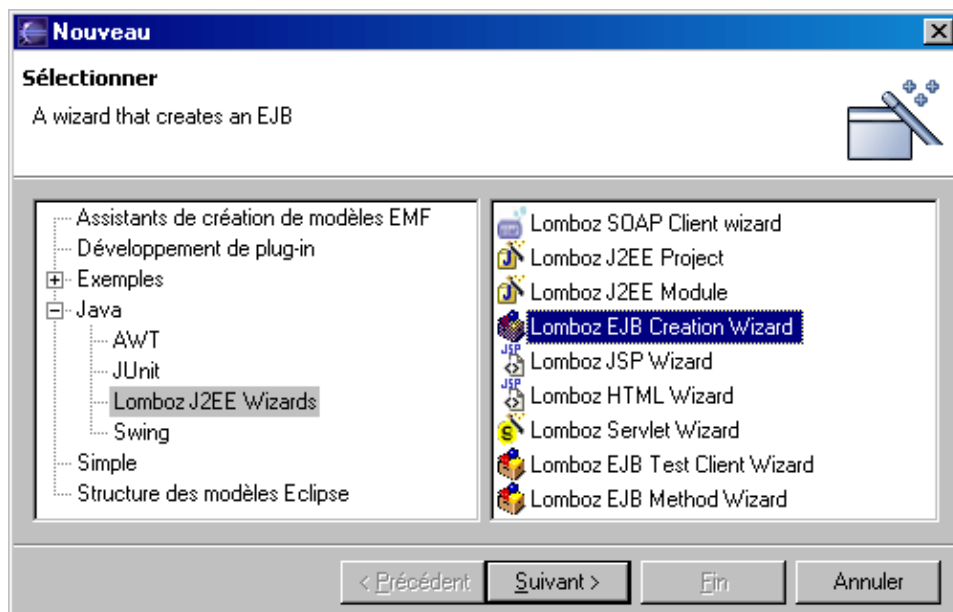 Nouveau
Sélectionner
A wizard that creates an EJB
Assistants de création de modèles EMF
Développement de plug-in
Exemples
Java
AWT
JUnit
Lomboz J2EE Wizards
Swing
Simple
Structure des modèles Eclipse
Lomboz SOAP Client wizard
Lomboz J2EE Project
Lomboz J2EE Module
Lomboz EJB Creation Wizard
JSP
Lomboz JSP Wizard
JSP
Lomboz HTML Wizard
Lomboz Servlet Wizard
Lomboz EJB Test Client Wizard
Lomboz EJB Method Wizard
< Précédent
Suivant >
Fin
Annuler